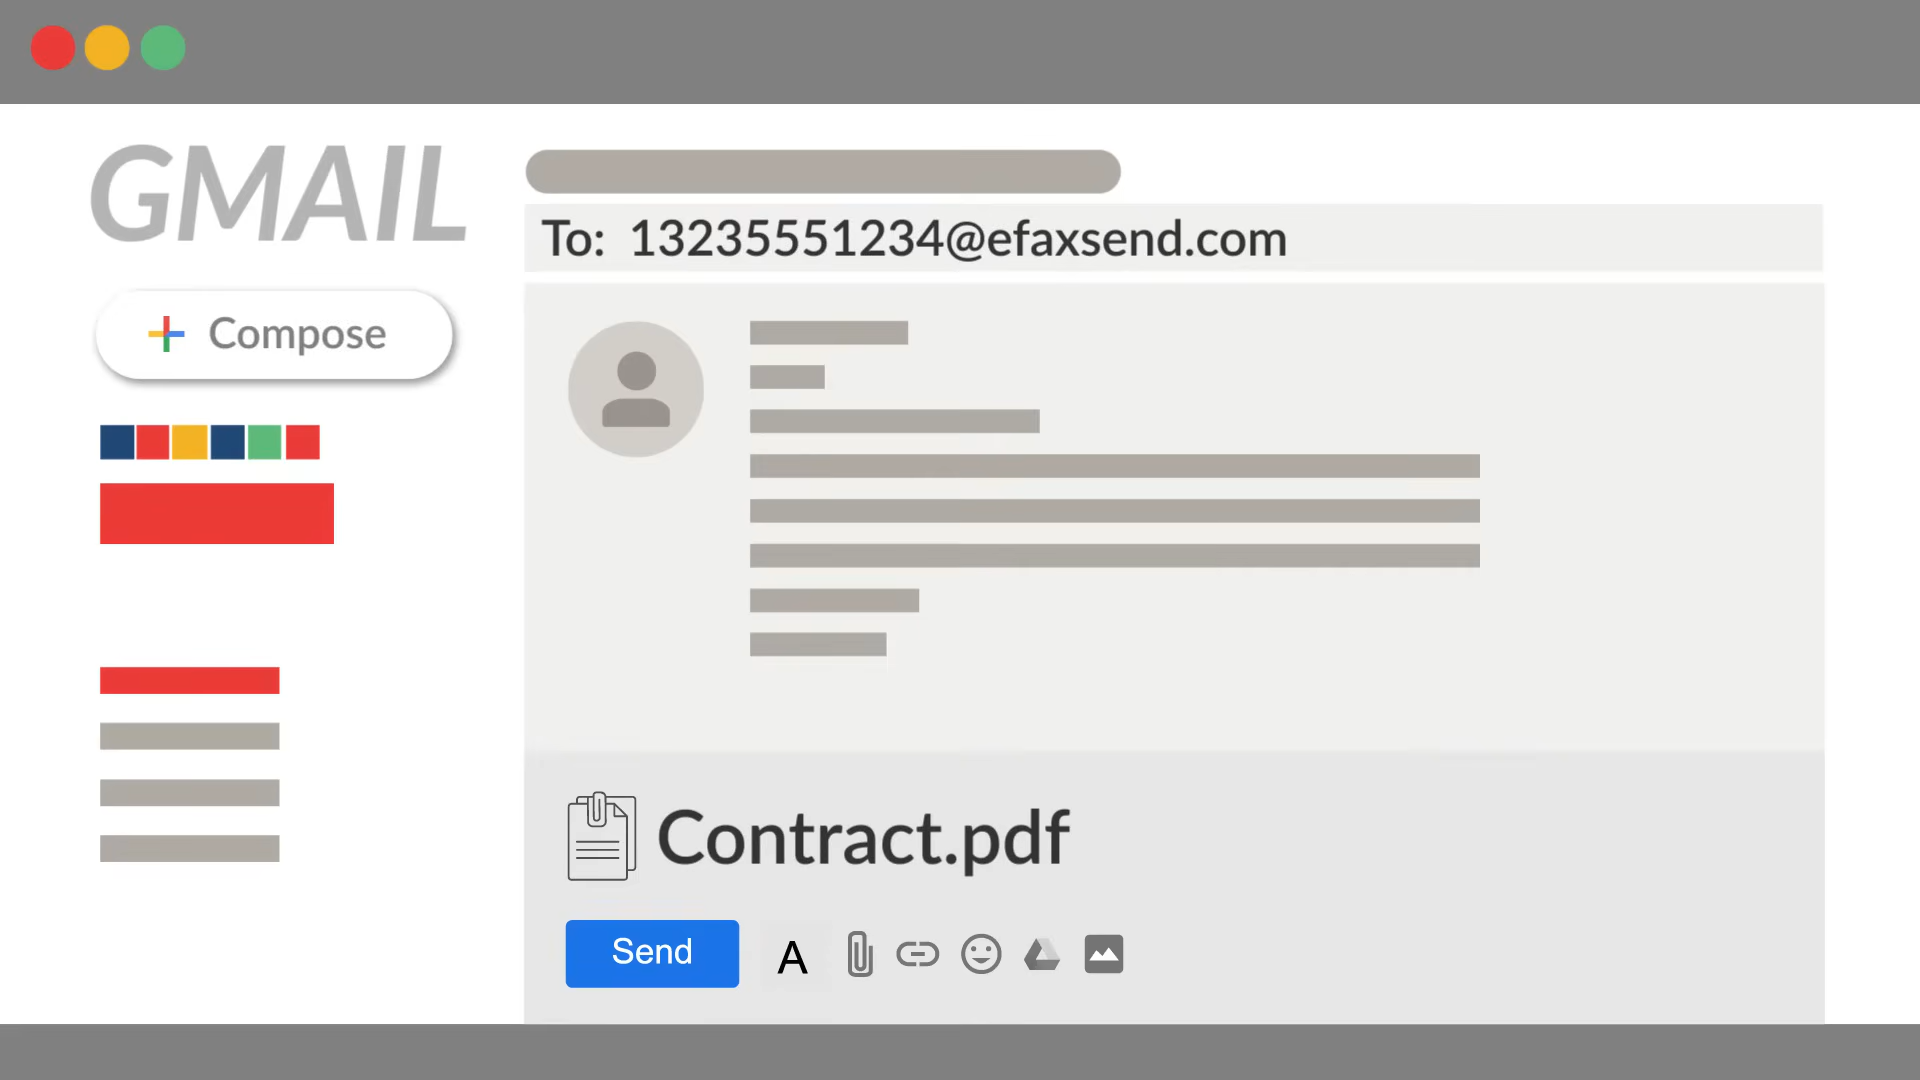 GMAIL
To: 13235551234@efaxsend.com
Compose
Contract.pdf
Send
A